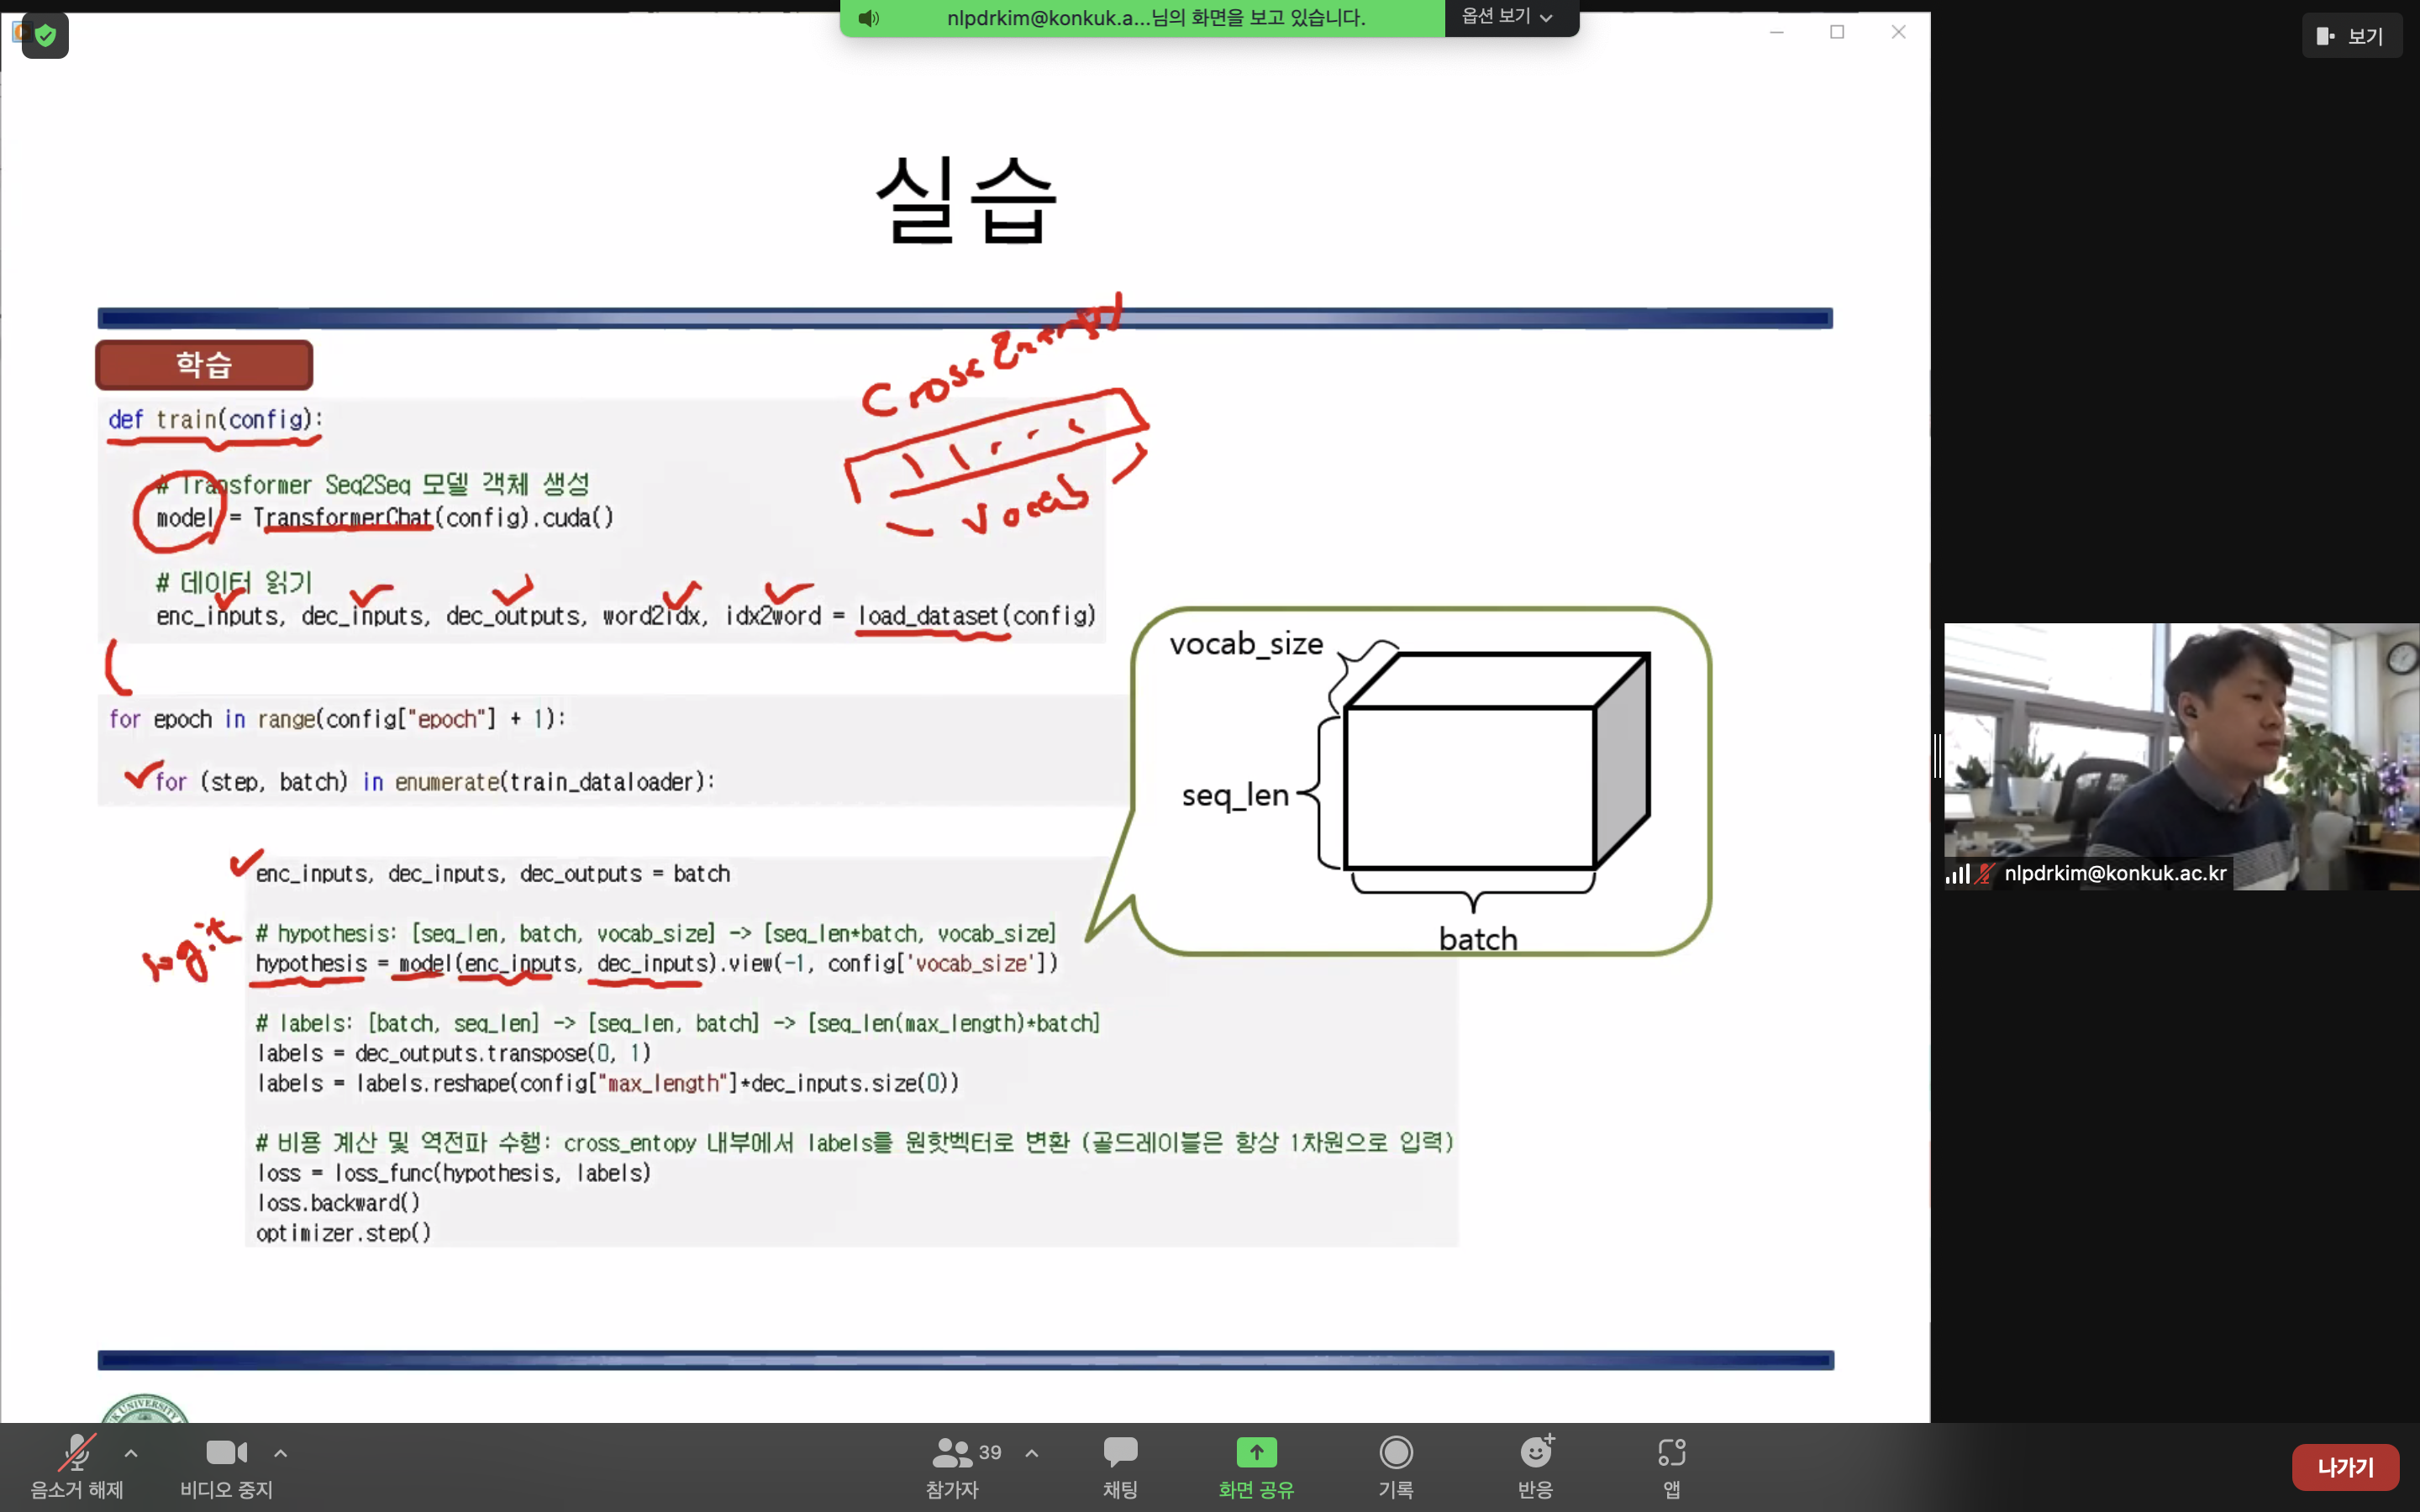 nlpdrkim@konkuk.a...님의 화면을 보고 있습니다.
옵션 보기
보기
실습
학습
Cross Entropy
vocab
def train(config):
# Transformer Seq2Seq 모델 객체 생성
model = TransformerChat(config).cuda()
# 데이터 읽기
enc_inputs, dec_inputs, dec_outputs, word2idx, idx2word = load_dataset(config)
for epoch in range(config["epoch"] + 1):
for (step, batch) in enumerate(train_dataloader):
vocab_size
seq_len
batch
enc_inputs, dec_inputs, dec_outputs = batch
logit
# hypothesis: [seq_len, batch, vocab_size] -> [seq_len*batch, vocab_size]
hypothesis = model(enc_inputs, dec_inputs).view(-1, config['vocab_size'])
# labels: [batch, seq_len] -> [seq_len, batch] -> [seq_len(max_length)*batch]
labels = dec_outputs.transpose(0, 1)
labels = labels.reshape(config["max_length"]*dec_inputs.size(0))
# 비용 계산 및 역전파 수행: cross_entopy 내부에서 labels를 원핫벡터로 변환 (골드레이블은 항상 1차원으로 입력)
loss = loss_func(hypothesis, labels)
loss.backward()
optimizer.step()
nlpdrkim@konkuk.ac.kr
UNIVERSITY
음소거 해제
비디오 중지
39
참가자
채팅
화면 공유
기록
반응
앱
나가기